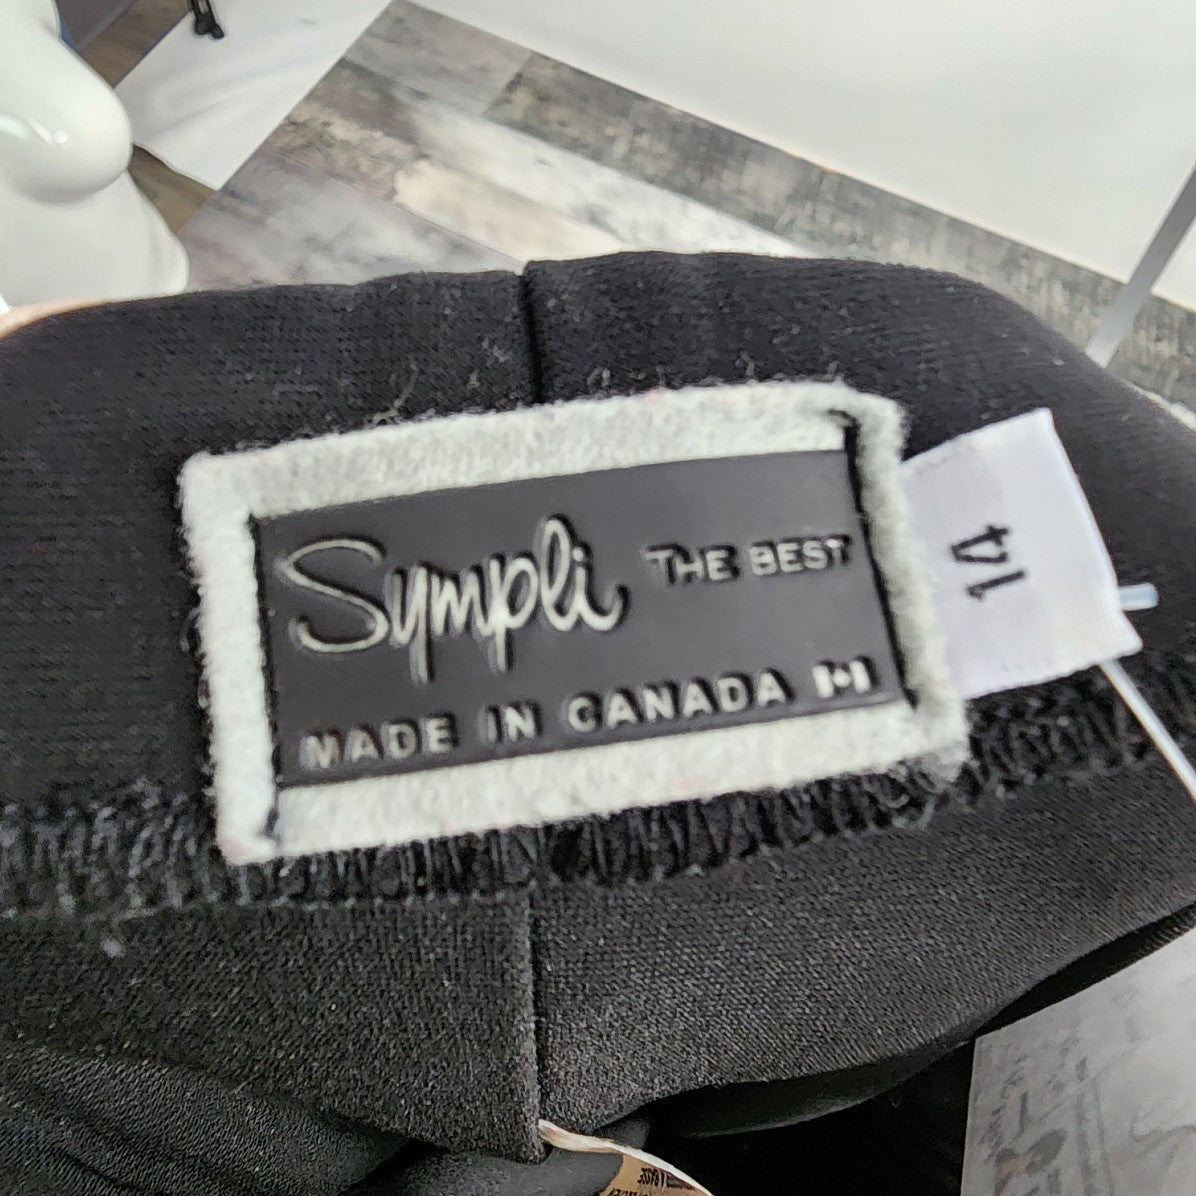 Sympli THE BEST
MADE IN CANADA
14